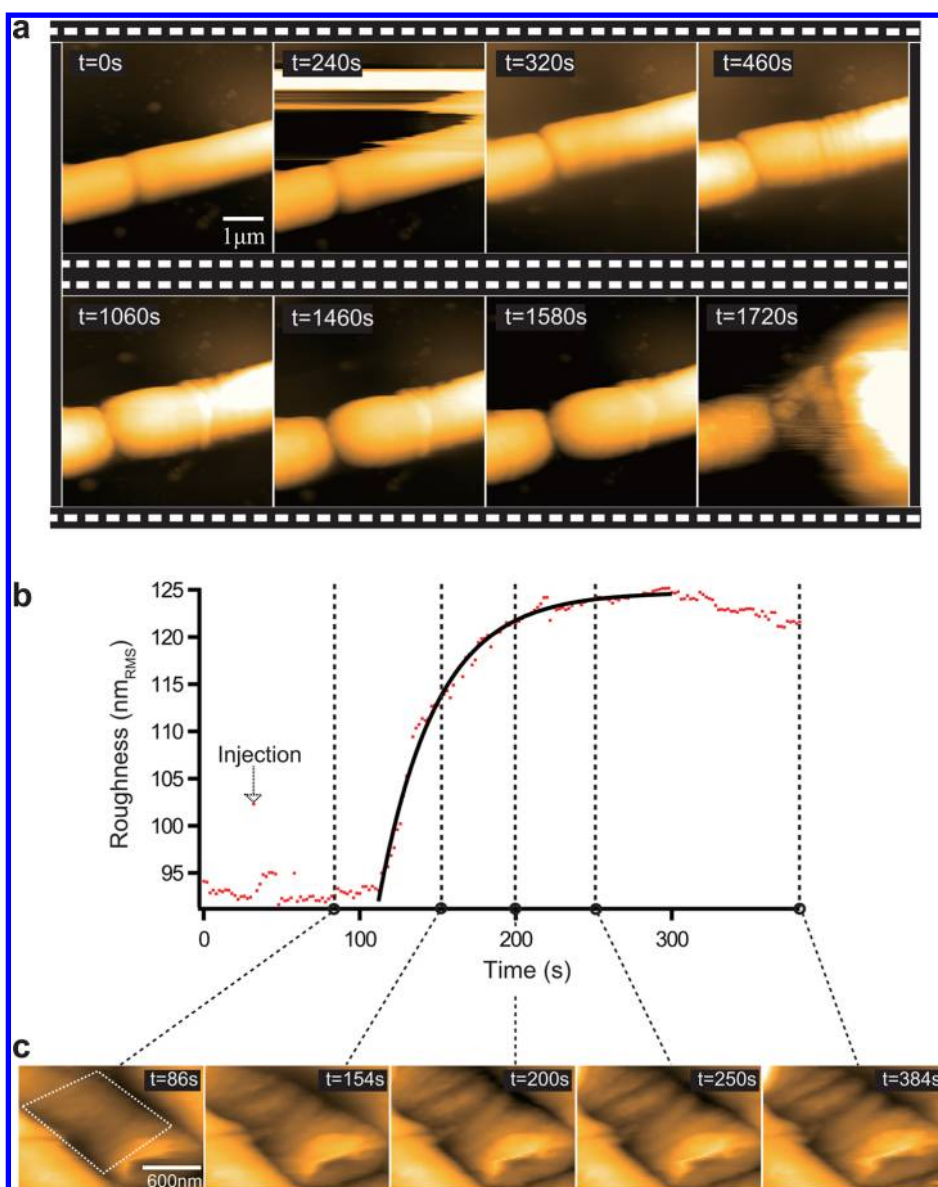 a
t=0s t=240s t=320s t=460s
1μm
t=1060s t=1460s t=1580s t=1720s
b
Roughness (nmRMS)
125
120
115
110
105
100
95
Injection
0 100 200 300
Time (s)
c
t=86s t=154s t=200s t=250s t=384s
600nm